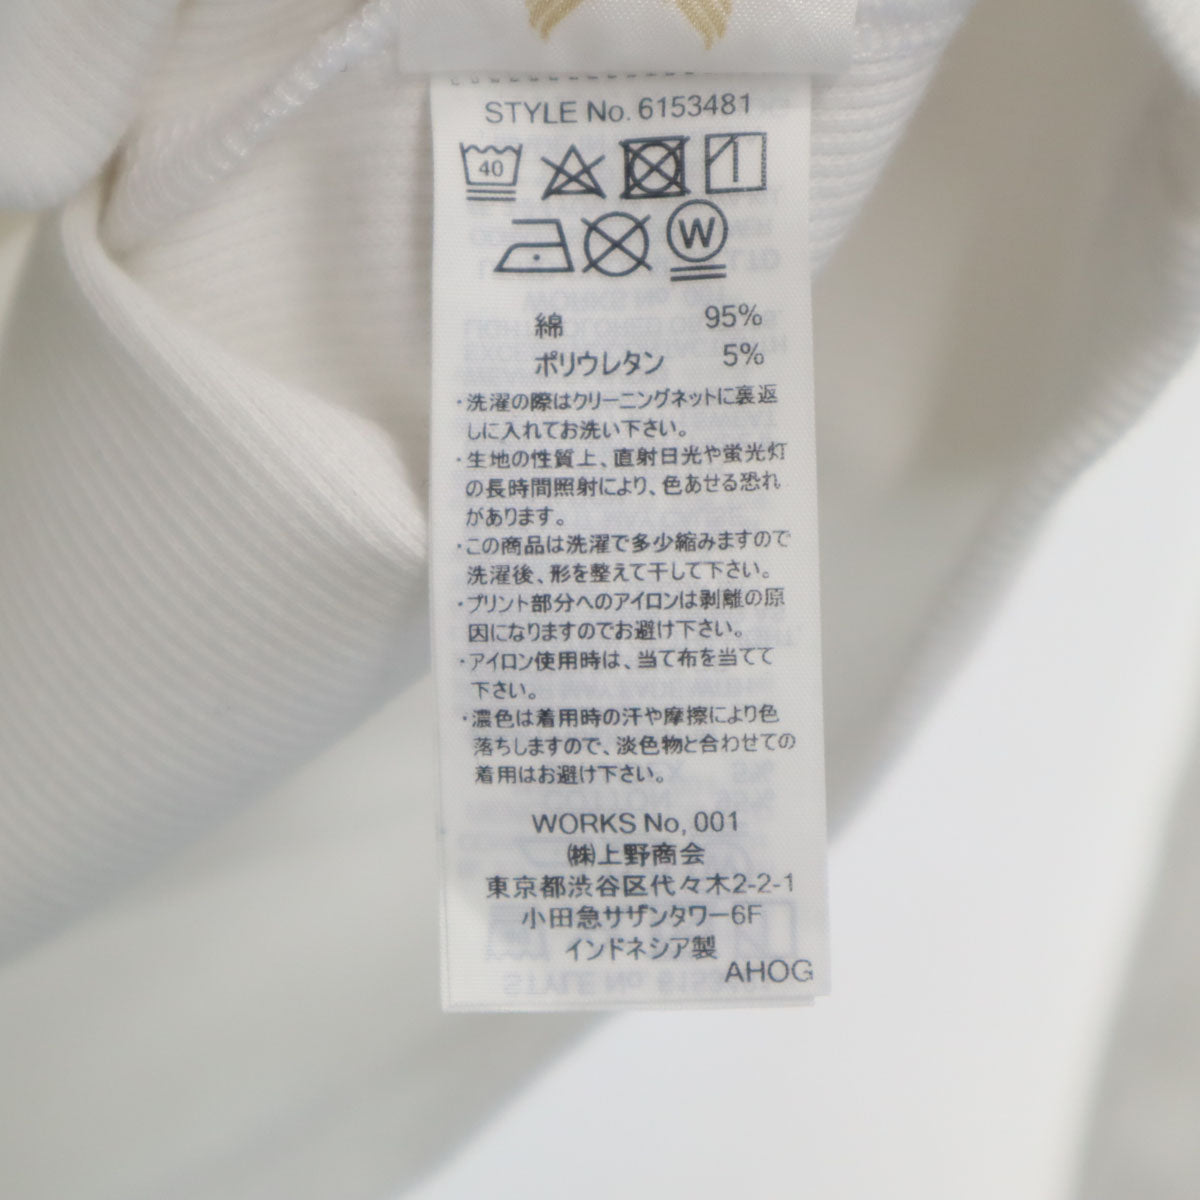 STYLE No. 6153481
40
W
綿 95%
ポリウレタン 5%
・洗濯の際はクリーニングネットに裏返
しに入れてお洗い下さい。
・生地の性質上、直射日光や蛍光灯
の長時間照射により、色あせる恐れ
があります。
・この商品は洗濯で多少縮みますので
洗濯後、形を整えて干して下さい。
・プリント部分へのアイロンは剥離の原
因になりますのでお避け下さい。
・アイロン使用時は、当て布を当てて
下さい。
・濃色は着用時の汗や摩擦により色
落ちしますので、淡色物と合わせての
着用はお避け下さい。
WORKS No, 001
㈱上野商会
東京都渋谷区代々木2-2-1
小田急サザンタワー6F
インドネシア製
AHOG